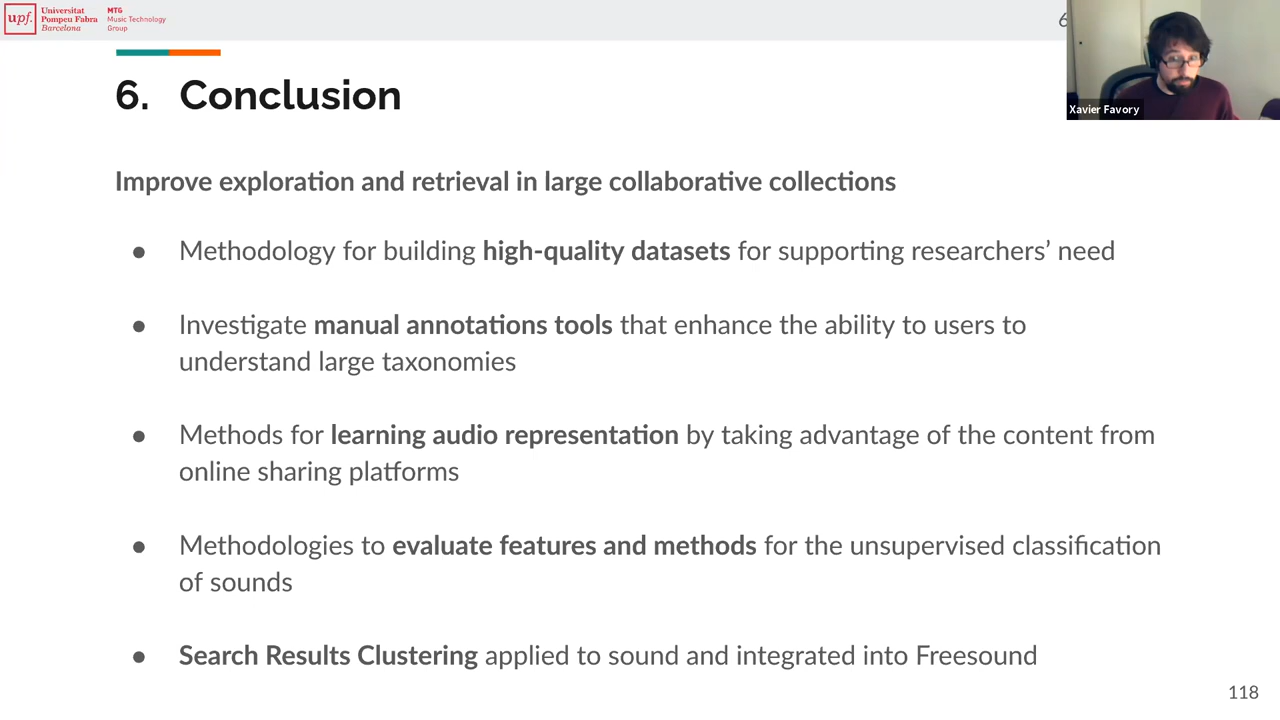 upf.
Universitat
Pompeu Fabra
Barcelona
MTG
Music Technology
Group
6
Xavier Favory
6. Conclusion
Improve exploration and retrieval in large collaborative collections
● Methodology for building high-quality datasets for supporting researchers’ need
● Investigate manual annotations tools that enhance the ability to users to
understand large taxonomies
● Methods for learning audio representation by taking advantage of the content from
online sharing platforms
● Methodologies to evaluate features and methods for the unsupervised classification
of sounds
● Search Results Clustering applied to sound and integrated into Freesound
118